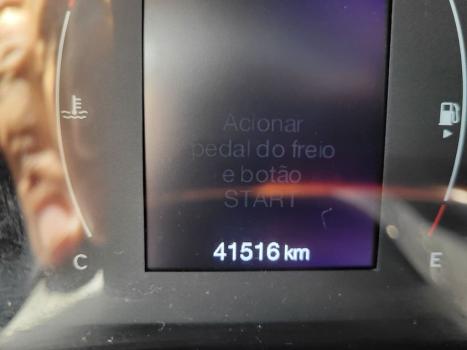 Acionar
pedal do freio
e botão
START
41516 km
C
E